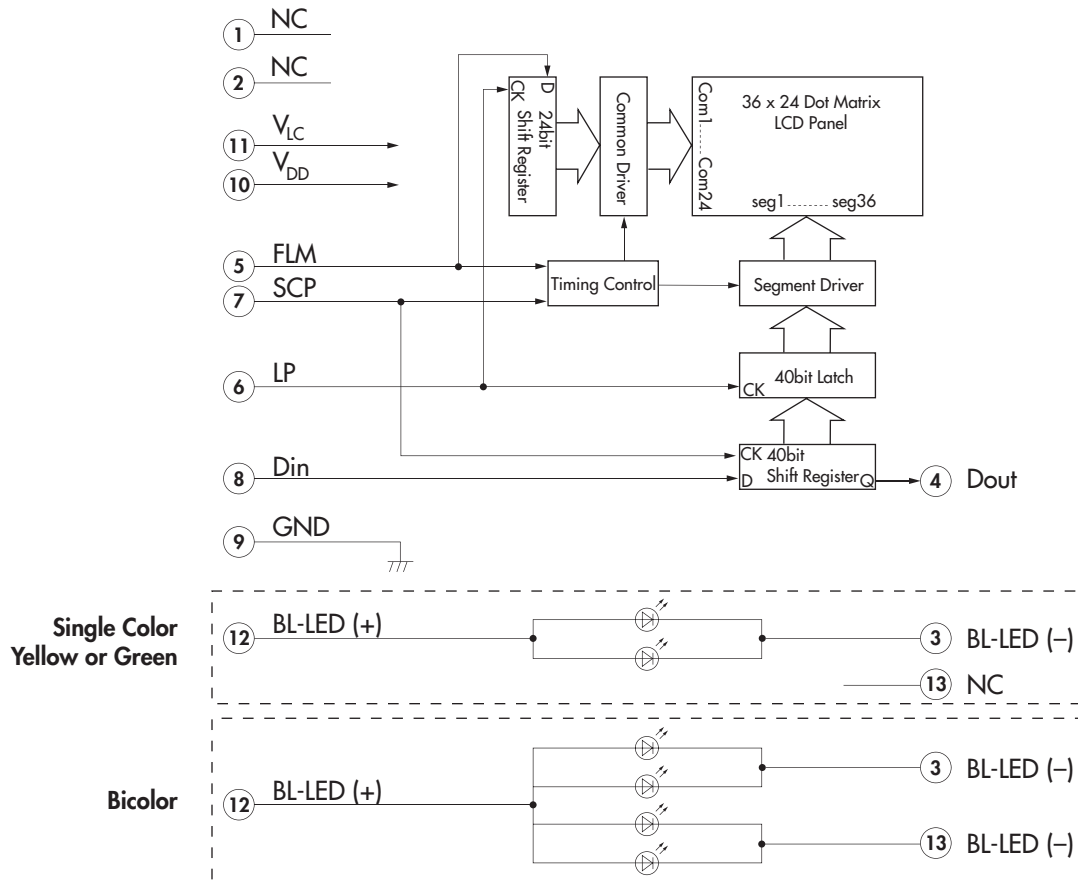 1 NC
2 NC
11 VLC
10 VDD
5 FLM
7 SCP
6 LP
8 Din
9 GND
D
CK
24bit
Shift Register
Common Driver
Com1
Com24
36 x 24 Dot Matrix
LCD Panel
seg1 ........ seg36
Timing Control
Segment Driver
40bit Latch
CK
CK 40bit
Shift Register
D
Q
4 Dout
Single Color
Yellow or Green
12 BL-LED (+)
3 BL-LED (–)
13 NC
Bicolor
12 BL-LED (+)
3 BL-LED (–)
13 BL-LED (–)